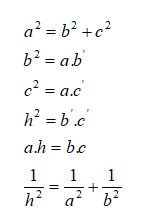 a² = b² + c²
b² = a.b'
c² = a.c'
h² = b'.c'
a.h = b.c
1/h² = 1/a² + 1/b²